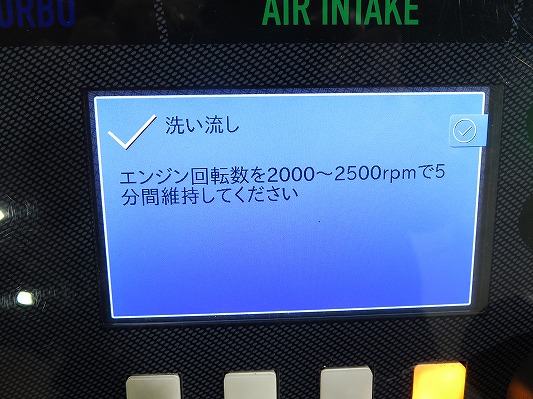 URBO
AIR INTAKE
洗い流し
エンジン回転数を2000～2500rpmで5
分間維持してください